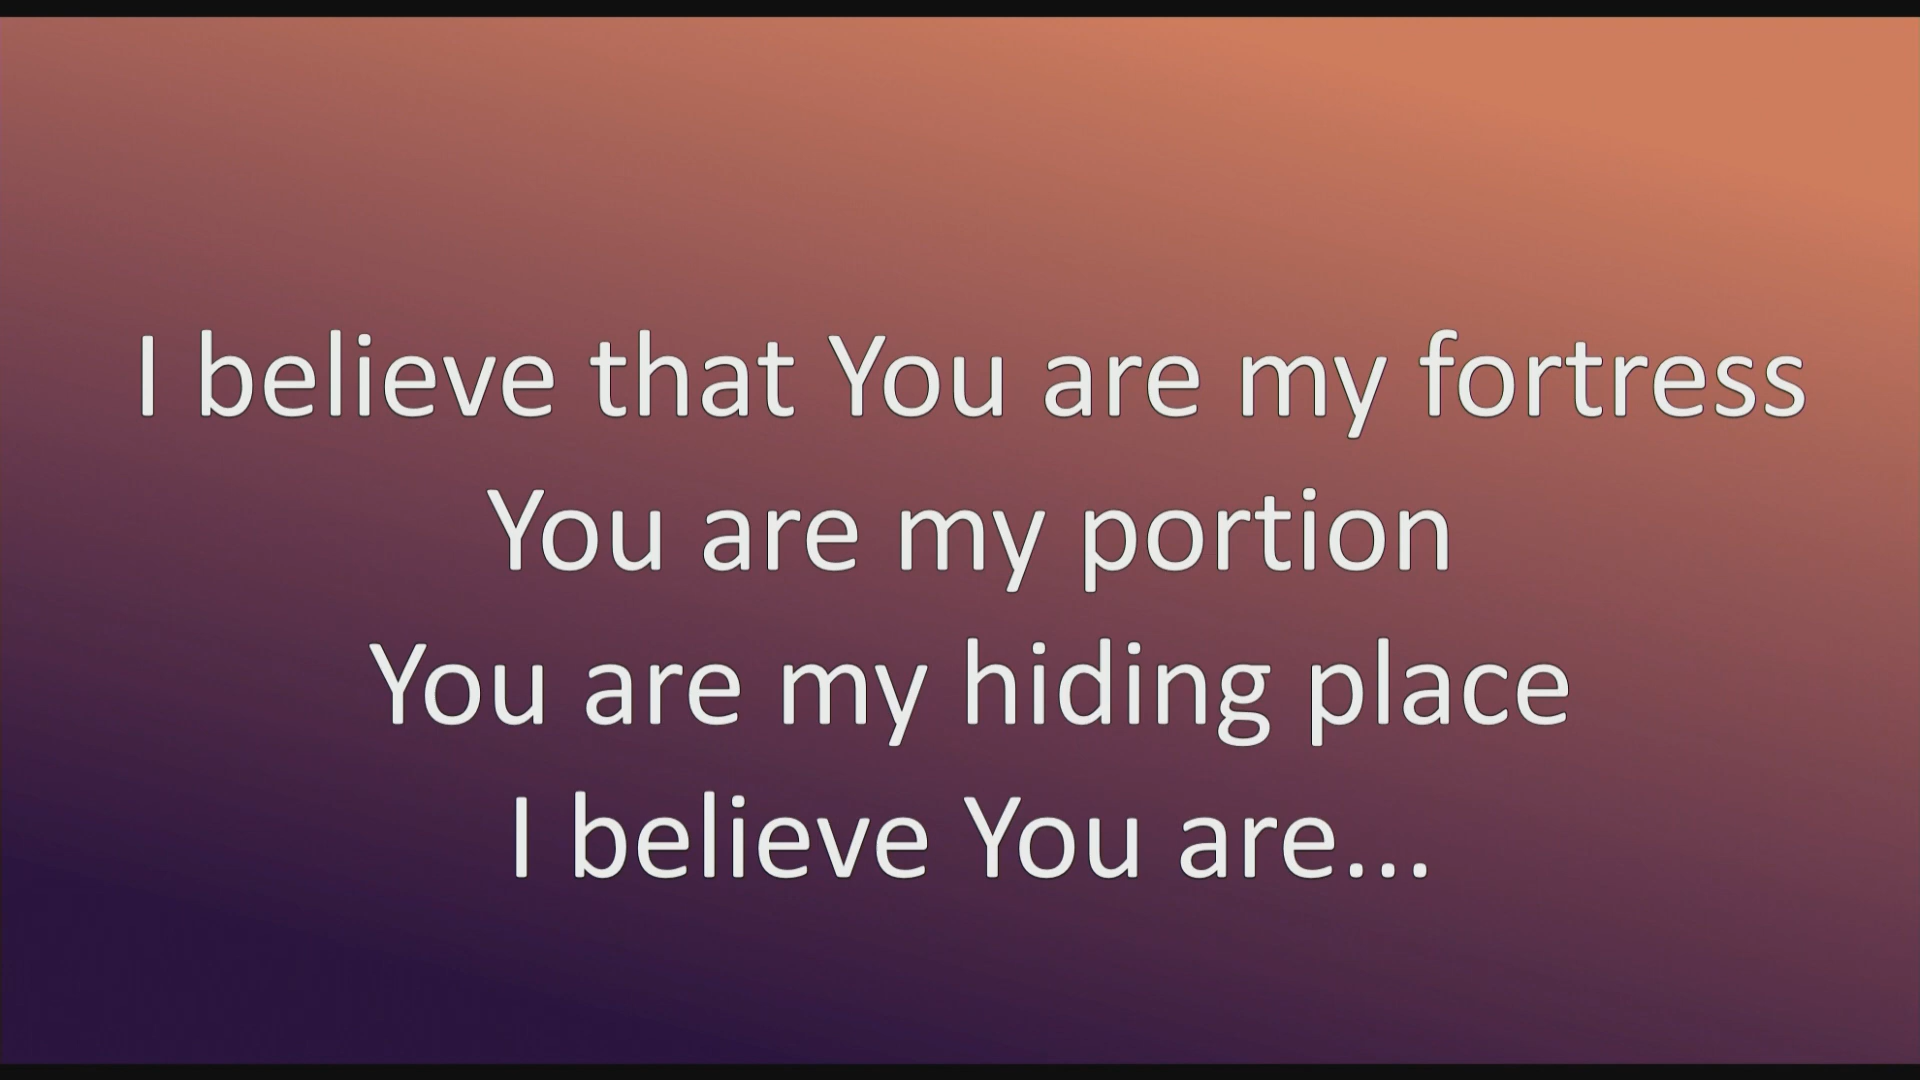 I believe that You are my fortress
You are my portion
You are my hiding place
I believe You are...